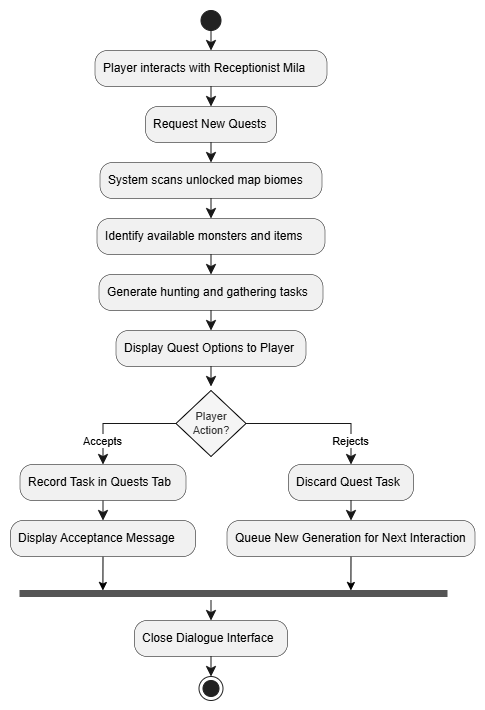 Player interacts with Receptionist Mila
Request New Quests
System scans unlocked map biomes
Identify available monsters and items
Generate hunting and gathering tasks
Display Quest Options to Player
Player
Action?
Accepts
Rejects
Record Task in Quests Tab
Discard Quest Task
Display Acceptance Message
Queue New Generation for Next Interaction
Close Dialogue Interface